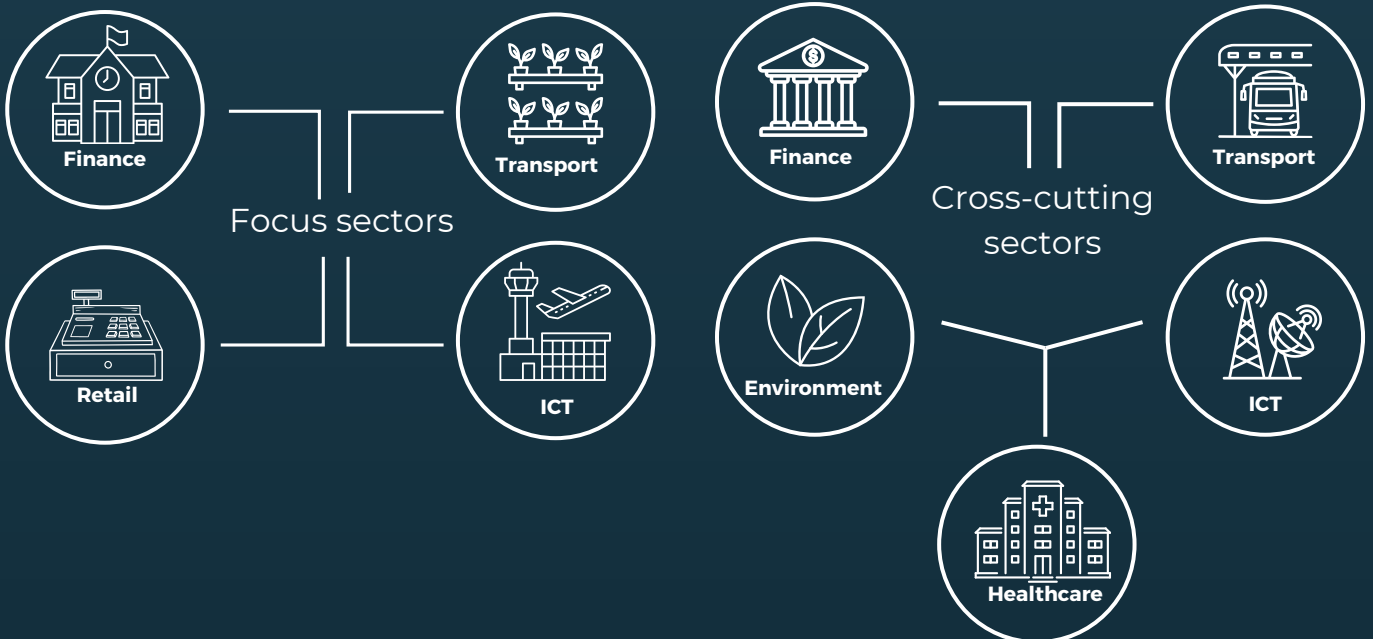 Finance
Transport
Focus sectors
Retail
ICT
Finance
Transport
Cross-cutting
sectors
Environment
ICT
Healthcare